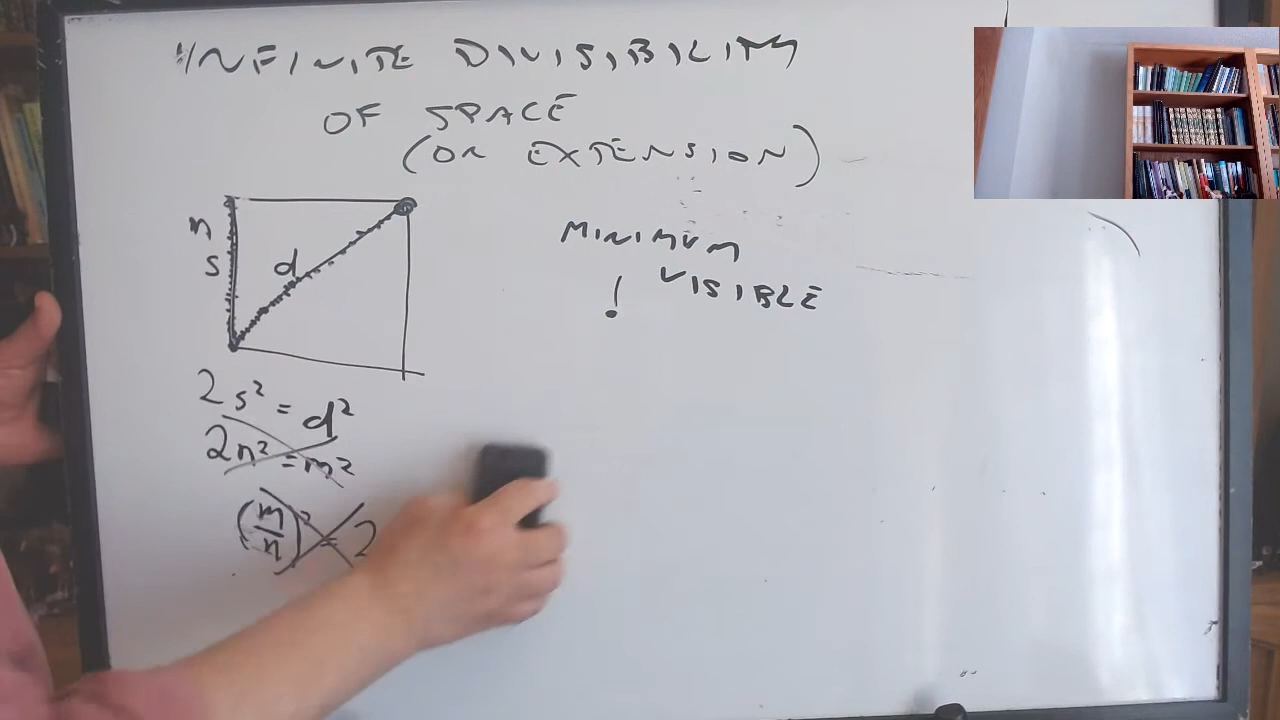 INFINITE DIVISIBILITY
OF SPACE
(OR EXTENSION)
n
s
d
MINIMUM
VISIBLE
!
2s² = d²
2n² = m²
(m/n)² = 2